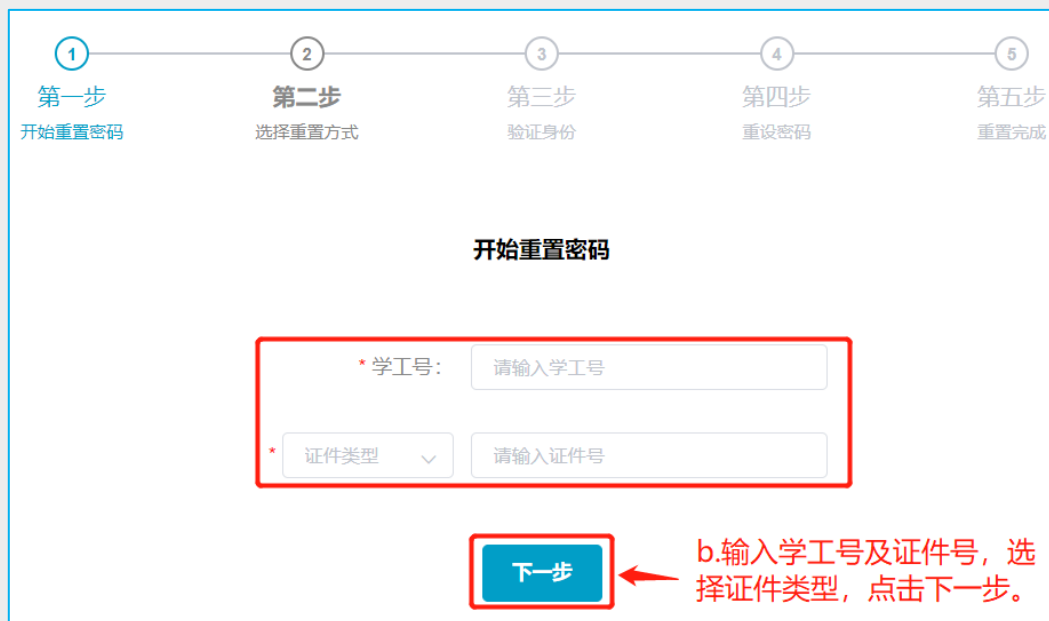 1 2 3 4 5
第一步 第二步 第三步 第四步 第五步
开始重置密码 选择重置方式 验证身份 重设密码 重置完成
开始重置密码
* 学工号： 请输入学工号
* 证件类型 请输入证件号
下一步
b.输入学工号及证件号，选
择证件类型，点击下一步。